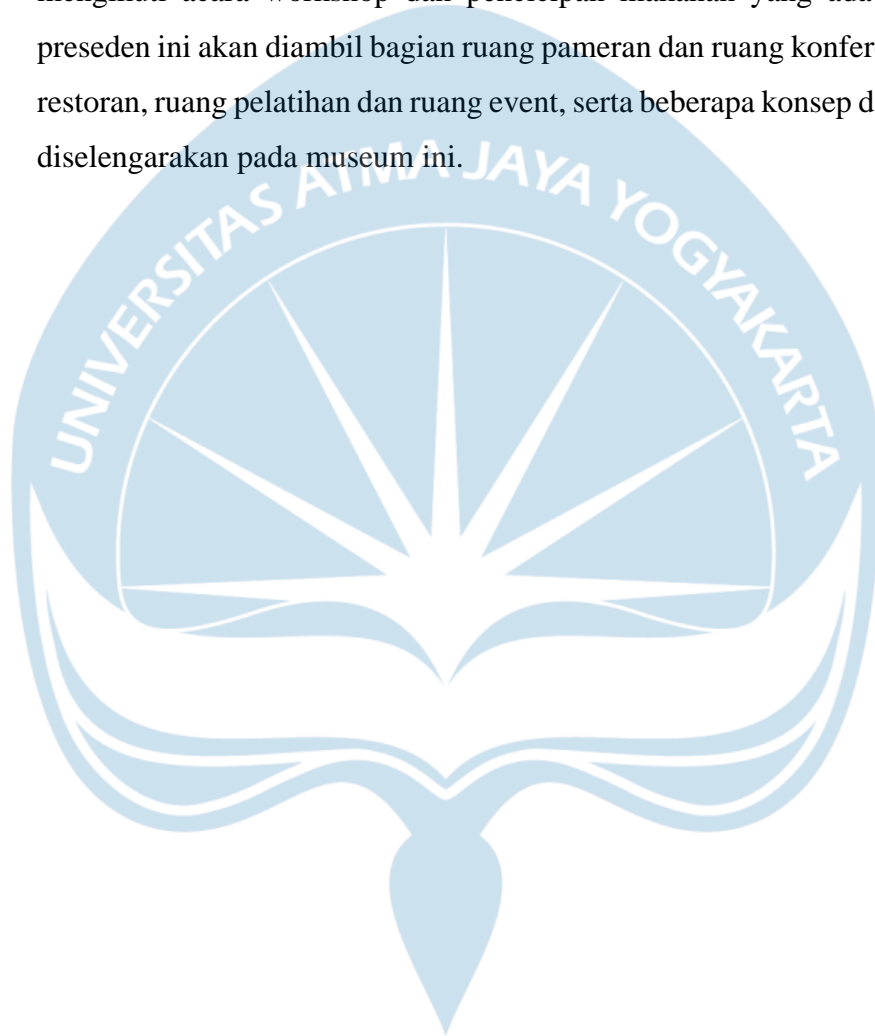 mengikuti acara workshop dan pencicipan makanan yang ada
preseden ini akan diambil bagian ruang pameran dan ruang konfer
restoran, ruang pelatihan dan ruang event, serta beberapa konsep d
diselengarakan pada museum ini.
UNIVERSITAS ATMA JAYA YOGYAKARTA